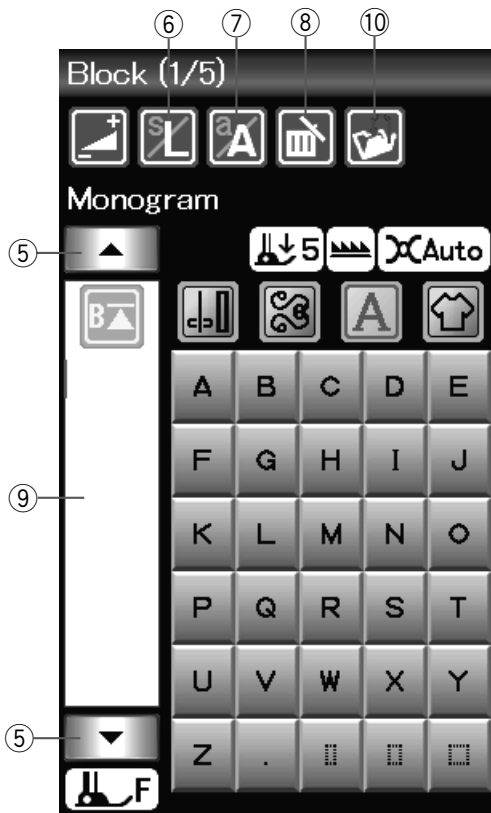 ⑥ ⑦ ⑧ ⑩
Block (1/5)
S L a A
Monogram
⑤ 5 Auto
B A
A B C D E
F G H I J
⑨
K L M N O
P Q R S T
U V W X Y
⑤
Z .
F